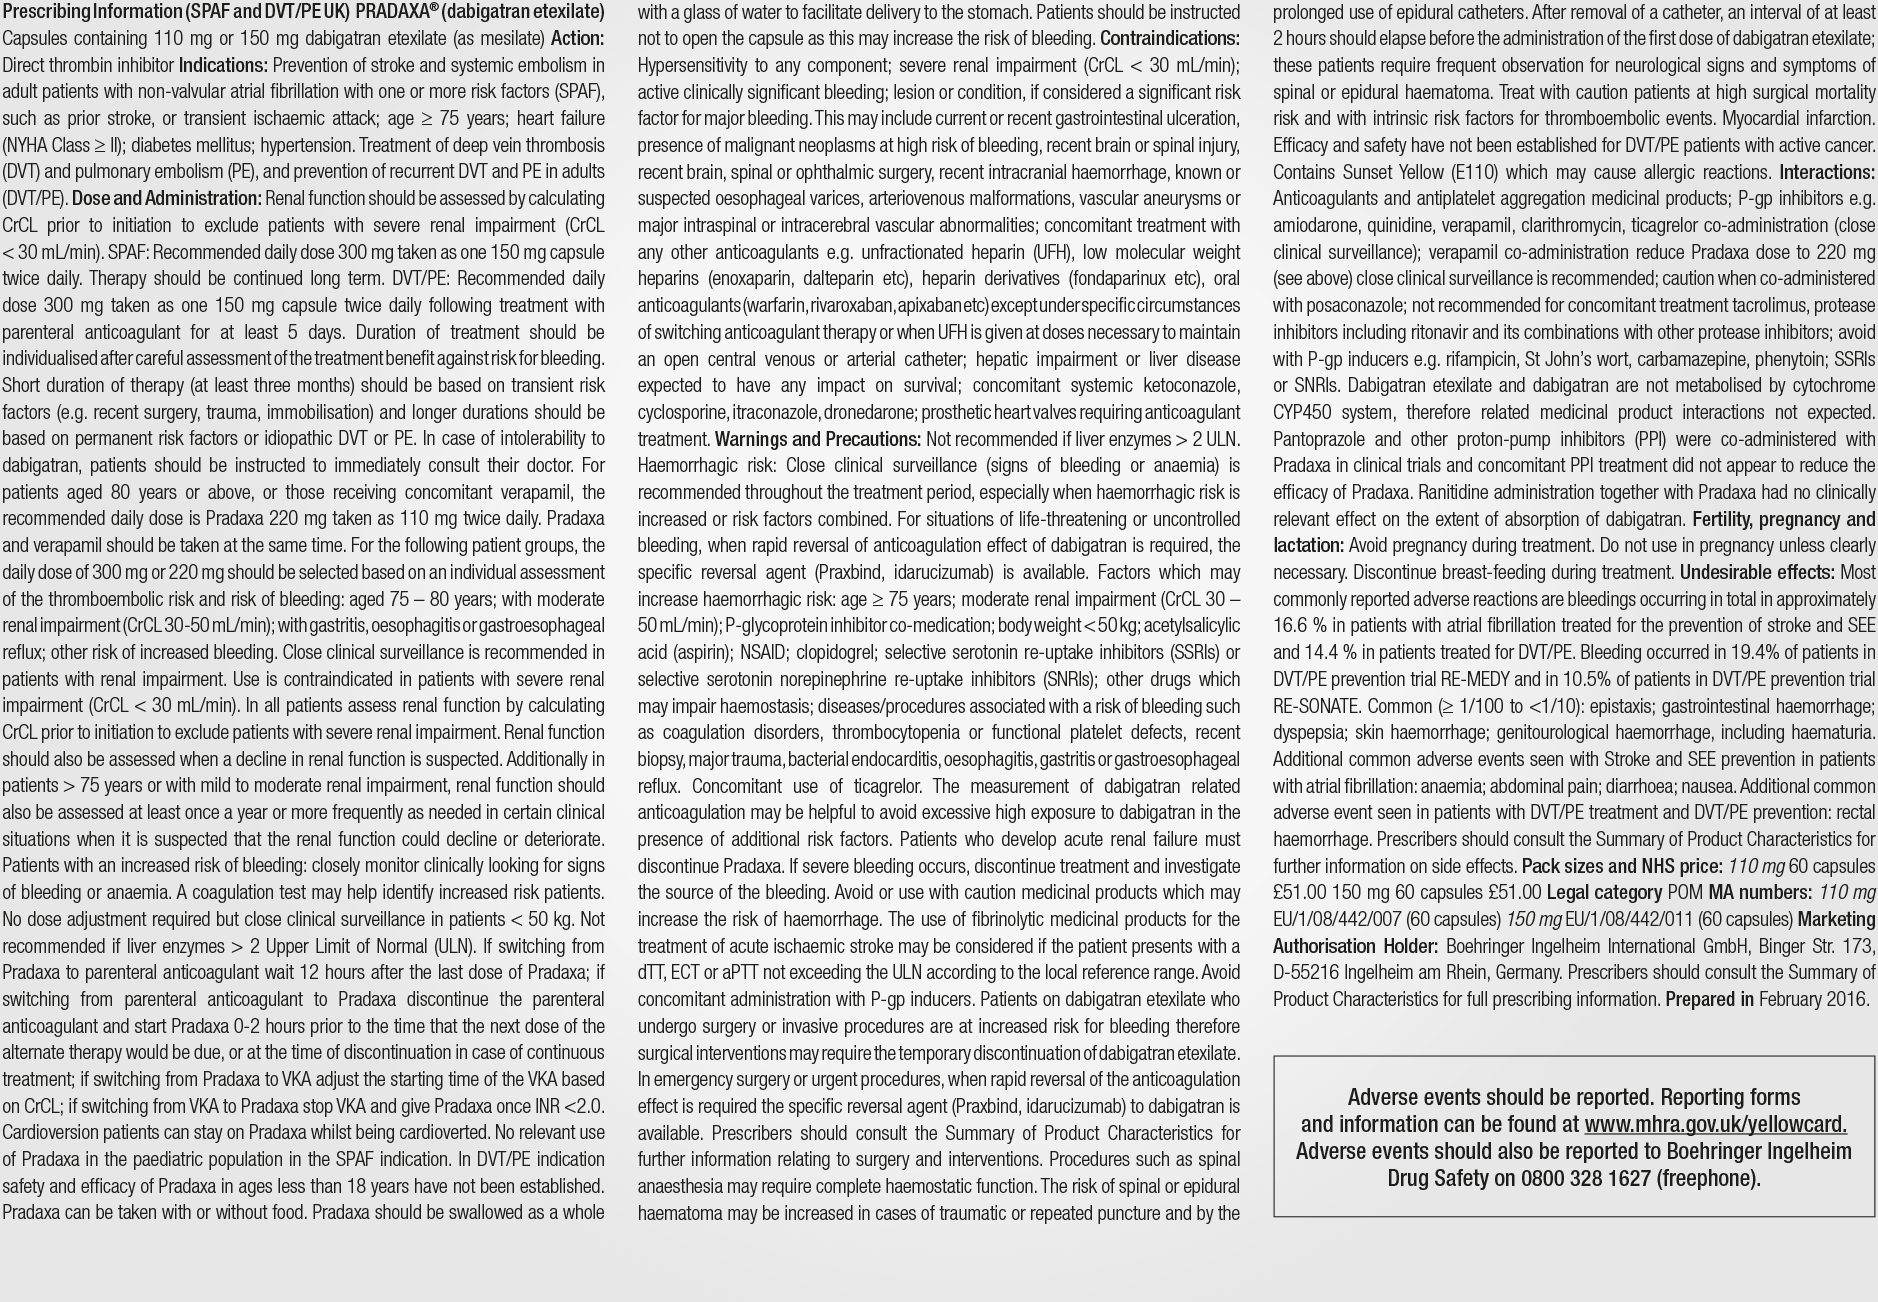 Prescribing Information (SPAF and DVT/PE UK) PRADAXA® (dabigatran etexilate)
Capsules containing 110 mg or 150 mg dabigatran etexilate (as mesilate) Action:
Direct thrombin inhibitor Indications: Prevention of stroke and systemic embolism in
adult patients with non-valvular atrial fibrillation with one or more risk factors (SPAF),
such as prior stroke, or transient ischaemic attack; age ≥ 75 years; heart failure
(NYHA Class ≥ II); diabetes mellitus; hypertension. Treatment of deep vein thrombosis
(DVT) and pulmonary embolism (PE), and prevention of recurrent DVT and PE in adults
(DVT/PE). Dose and Administration: Renal function should be assessed by calculating
CrCL prior to initiation to exclude patients with severe renal impairment (CrCL
< 30 mL/min). SPAF: Recommended daily dose 300 mg taken as one 150 mg capsule
twice daily. Therapy should be continued long term. DVT/PE: Recommended daily
dose 300 mg taken as one 150 mg capsule twice daily following treatment with
parenteral anticoagulant for at least 5 days. Duration of treatment should be
individualised after careful assessment of the treatment benefit against risk for bleeding.
Short duration of therapy (at least three months) should be based on transient risk
factors (e.g. recent surgery, trauma, immobilisation) and longer durations should be
based on permanent risk factors or idiopathic DVT or PE. In case of intolerability to
dabigatran, patients should be instructed to immediately consult their doctor. For
patients aged 80 years or above, or those receiving concomitant verapamil, the
recommended daily dose is Pradaxa 220 mg taken as 110 mg twice daily. Pradaxa
and verapamil should be taken at the same time. For the following patient groups, the
daily dose of 300 mg or 220 mg should be selected based on an individual assessment
of the thromboembolic risk and risk of bleeding: aged 75 – 80 years; with moderate
renal impairment (CrCL 30-50 mL/min); with gastritis, oesophagitis or gastroesophageal
reflux; other risk of increased bleeding. Close clinical surveillance is recommended in
patients with renal impairment. Use is contraindicated in patients with severe renal
impairment (CrCL < 30 mL/min). In all patients assess renal function by calculating
CrCL prior to initiation to exclude patients with severe renal impairment. Renal function
should also be assessed when a decline in renal function is suspected. Additionally in
patients > 75 years or with mild to moderate renal impairment, renal function should
also be assessed at least once a year or more frequently as needed in certain clinical
situations when it is suspected that the renal function could decline or deteriorate.
Patients with an increased risk of bleeding: closely monitor clinically looking for signs
of bleeding or anaemia. A coagulation test may help identify increased risk patients.
No dose adjustment required but close clinical surveillance in patients < 50 kg. Not
recommended if liver enzymes > 2 Upper Limit of Normal (ULN). If switching from
Pradaxa to parenteral anticoagulant wait 12 hours after the last dose of Pradaxa; if
switching from parenteral anticoagulant to Pradaxa discontinue the parenteral
anticoagulant and start Pradaxa 0-2 hours prior to the time that the next dose of the
alternate therapy would be due, or at the time of discontinuation in case of continuous
treatment; if switching from Pradaxa to VKA adjust the starting time of the VKA based
on CrCL; if switching from VKA to Pradaxa stop VKA and give Pradaxa once INR <2.0.
Cardioversion patients can stay on Pradaxa whilst being cardioverted. No relevant use
of Pradaxa in the paediatric population in the SPAF indication. In DVT/PE indication
safety and efficacy of Pradaxa in ages less than 18 years have not been established.
Pradaxa can be taken with or without food. Pradaxa should be swallowed as a whole
with a glass of water to facilitate delivery to the stomach. Patients should be instructed
not to open the capsule as this may increase the risk of bleeding. Contraindications:
Hypersensitivity to any component; severe renal impairment (CrCL < 30 mL/min);
active clinically significant bleeding; lesion or condition, if considered a significant risk
factor for major bleeding. This may include current or recent gastrointestinal ulceration,
presence of malignant neoplasms at high risk of bleeding, recent brain or spinal injury,
recent brain, spinal or ophthalmic surgery, recent intracranial haemorrhage, known or
suspected oesophageal varices, arteriovenous malformations, vascular aneurysms or
major intraspinal or intracerebral vascular abnormalities; concomitant treatment with
any other anticoagulants e.g. unfractionated heparin (UFH), low molecular weight
heparins (enoxaparin, dalteparin etc), heparin derivatives (fondaparinux etc), oral
anticoagulants (warfarin, rivaroxaban, apixaban etc) except under specific circumstances
of switching anticoagulant therapy or when UFH is given at doses necessary to maintain
an open central venous or arterial catheter; hepatic impairment or liver disease
expected to have any impact on survival; concomitant systemic ketoconazole,
cyclosporine, itraconazole, dronedarone; prosthetic heart valves requiring anticoagulant
treatment. Warnings and Precautions: Not recommended if liver enzymes > 2 ULN.
Haemorrhagic risk: Close clinical surveillance (signs of bleeding or anaemia) is
recommended throughout the treatment period, especially when haemorrhagic risk is
increased or risk factors combined. For situations of life-threatening or uncontrolled
bleeding, when rapid reversal of anticoagulation effect of dabigatran is required, the
specific reversal agent (Praxbind, idarucizumab) is available. Factors which may
increase haemorrhagic risk: age ≥ 75 years; moderate renal impairment (CrCL 30 –
50 mL/min); P-glycoprotein inhibitor co-medication; body weight < 50 kg; acetylsalicylic
acid (aspirin); NSAID; clopidogrel; selective serotonin re-uptake inhibitors (SSRIs) or
selective serotonin norepinephrine re-uptake inhibitors (SNRIs); other drugs which
may impair haemostasis; diseases/procedures associated with a risk of bleeding such
as coagulation disorders, thrombocytopenia or functional platelet defects, recent
biopsy, major trauma, bacterial endocarditis, oesophagitis, gastritis or gastroesophageal
reflux. Concomitant use of ticagrelor. The measurement of dabigatran related
anticoagulation may be helpful to avoid excessive high exposure to dabigatran in the
presence of additional risk factors. Patients who develop acute renal failure must
discontinue Pradaxa. If severe bleeding occurs, discontinue treatment and investigate
the source of the bleeding. Avoid or use with caution medicinal products which may
increase the risk of haemorrhage. The use of fibrinolytic medicinal products for the
treatment of acute ischaemic stroke may be considered if the patient presents with a
dTT, ECT or aPTT not exceeding the ULN according to the local reference range. Avoid
concomitant administration with P-gp inducers. Patients on dabigatran etexilate who
undergo surgery or invasive procedures are at increased risk for bleeding therefore
surgical interventions may require the temporary discontinuation of dabigatran etexilate.
In emergency surgery or urgent procedures, when rapid reversal of the anticoagulation
effect is required the specific reversal agent (Praxbind, idarucizumab) to dabigatran is
available. Prescribers should consult the Summary of Product Characteristics for
further information relating to surgery and interventions. Procedures such as spinal
anaesthesia may require complete haemostatic function. The risk of spinal or epidural
haematoma may be increased in cases of traumatic or repeated puncture and by the
prolonged use of epidural catheters. After removal of a catheter, an interval of at least
2 hours should elapse before the administration of the first dose of dabigatran etexilate;
these patients require frequent observation for neurological signs and symptoms of
spinal or epidural haematoma. Treat with caution patients at high surgical mortality
risk and with intrinsic risk factors for thromboembolic events. Myocardial infarction.
Efficacy and safety have not been established for DVT/PE patients with active cancer.
Contains Sunset Yellow (E110) which may cause allergic reactions. Interactions:
Anticoagulants and antiplatelet aggregation medicinal products; P-gp inhibitors e.g.
amiodarone, quinidine, verapamil, clarithromycin, ticagrelor co-administration (close
clinical surveillance); verapamil co-administration reduce Pradaxa dose to 220 mg
(see above) close clinical surveillance is recommended; caution when co-administered
with posaconazole; not recommended for concomitant treatment tacrolimus, protease
inhibitors including ritonavir and its combinations with other protease inhibitors; avoid
with P-gp inducers e.g. rifampicin, St John's wort, carbamazepine, phenytoin; SSRIs
or SNRIs. Dabigatran etexilate and dabigatran are not metabolised by cytochrome
CYP450 system, therefore related medicinal product interactions not expected.
Pantoprazole and other proton-pump inhibitors (PPI) were co-administered with
Pradaxa in clinical trials and concomitant PPI treatment did not appear to reduce the
efficacy of Pradaxa. Ranitidine administration together with Pradaxa had no clinically
relevant effect on the extent of absorption of dabigatran. Fertility, pregnancy and
lactation: Avoid pregnancy during treatment. Do not use in pregnancy unless clearly
necessary. Discontinue breast-feeding during treatment. Undesirable effects: Most
commonly reported adverse reactions are bleedings occurring in total in approximately
16.6 % in patients with atrial fibrillation treated for the prevention of stroke and SEE
and 14.4 % in patients treated for DVT/PE. Bleeding occurred in 19.4% of patients in
DVT/PE prevention trial RE-MEDY and in 10.5% of patients in DVT/PE prevention trial
RE-SONATE. Common (≥ 1/100 to <1/10): epistaxis; gastrointestinal haemorrhage;
dyspepsia; skin haemorrhage; genitourological haemorrhage, including haematuria.
Additional common adverse events seen with Stroke and SEE prevention in patients
with atrial fibrillation: anaemia; abdominal pain; diarrhoea; nausea. Additional common
adverse event seen in patients with DVT/PE treatment and DVT/PE prevention: rectal
haemorrhage. Prescribers should consult the Summary of Product Characteristics for
further information on side effects. Pack sizes and NHS price: 110 mg 60 capsules
£51.00 150 mg 60 capsules £51.00 Legal category POM MA numbers: 110 mg
EU/1/08/442/007 (60 capsules) 150 mg EU/1/08/442/011 (60 capsules) Marketing
Authorisation Holder: Boehringer Ingelheim International GmbH, Binger Str. 173,
D-55216 Ingelheim am Rhein, Germany. Prescribers should consult the Summary of
Product Characteristics for full prescribing information. Prepared in February 2016.
Adverse events should be reported. Reporting forms
and information can be found at www.mhra.gov.uk/yellowcard.
Adverse events should also be reported to Boehringer Ingelheim
Drug Safety on 0800 328 1627 (freephone).